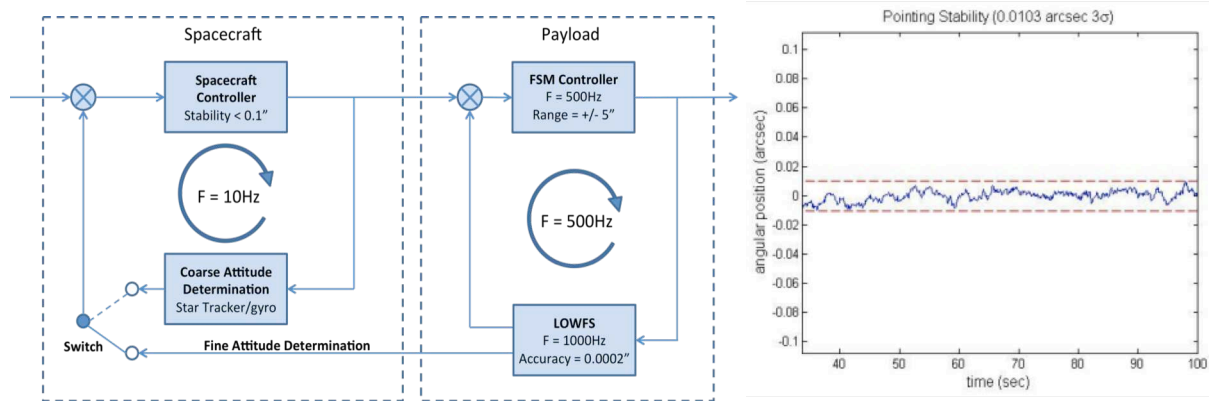 Spacecraft
Spacecraft
Controller
Stability < 0.1”
F = 10Hz
Coarse Attitude
Determination
Star Tracker/gyro
Switch
Fine Attitude Determination
Payload
FSM Controller
F = 500Hz
Range = +/- 5”
F = 500Hz
LOWFS
F = 1000Hz
Accuracy = 0.0002”
Pointing Stability (0.0103 arcsec 3σ)
angular position (arcsec)
0.1
0.08
0.06
0.04
0.02
0
-0.02
-0.04
-0.06
-0.08
-0.1
40
50
60
70
80
90
100
time (sec)